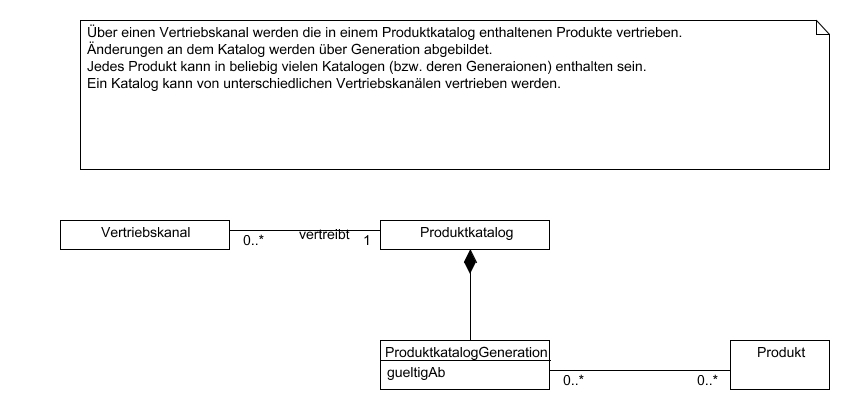 Über einen Vertriebskanal werden die in einem Produktkatalog enthaltenen Produkte vertrieben.
Änderungen an dem Katalog werden über Generation abgebildet.
Jedes Produkt kann in beliebig vielen Katalogen (bzw. deren Generaionen) enthalten sein.
Ein Katalog kann von unterschiedlichen Vertriebskanälen vertrieben werden.
Vertriebskanal
0..*
vertreibt
1
Produktkatalog
ProduktkatalogGeneration
gueltigAb
0..*
0..*
Produkt